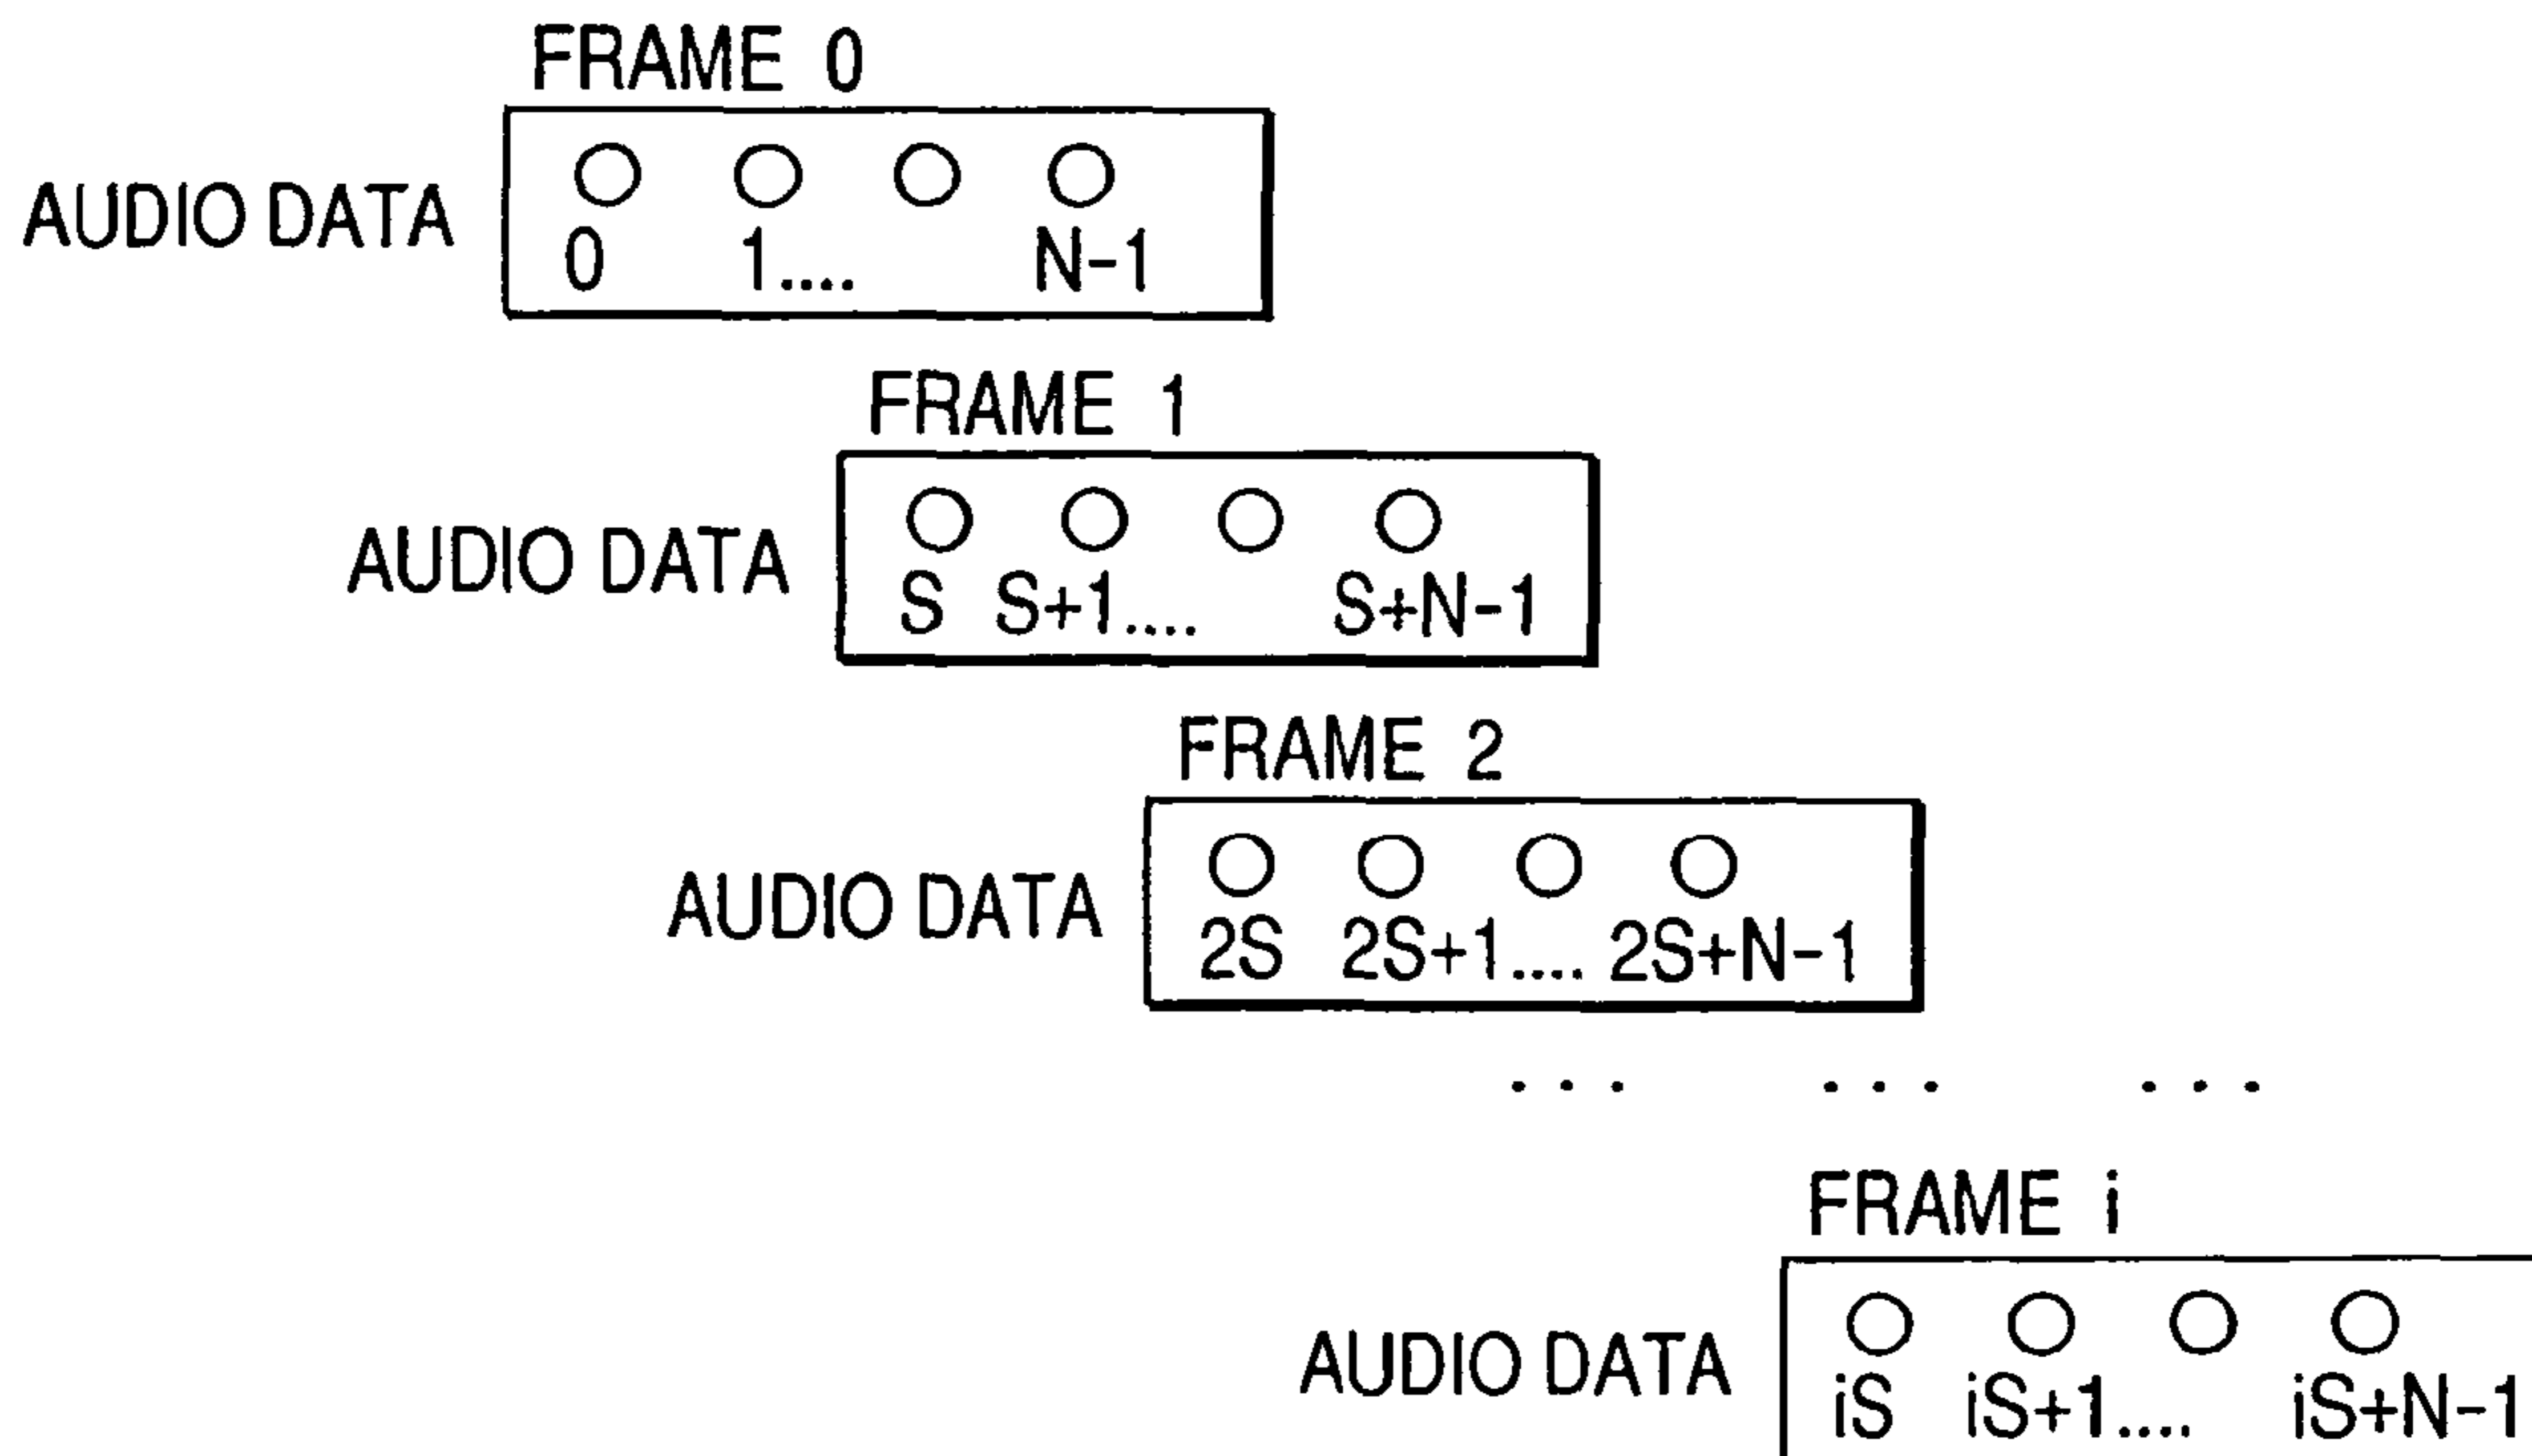 FRAME 0
AUDIO DATA
0 1.... N-1
FRAME 1
AUDIO DATA
S S+1.... S+N-1
FRAME 2
AUDIO DATA
2S 2S+1.... 2S+N-1
... ... ...
FRAME i
AUDIO DATA
iS iS+1.... iS+N-1